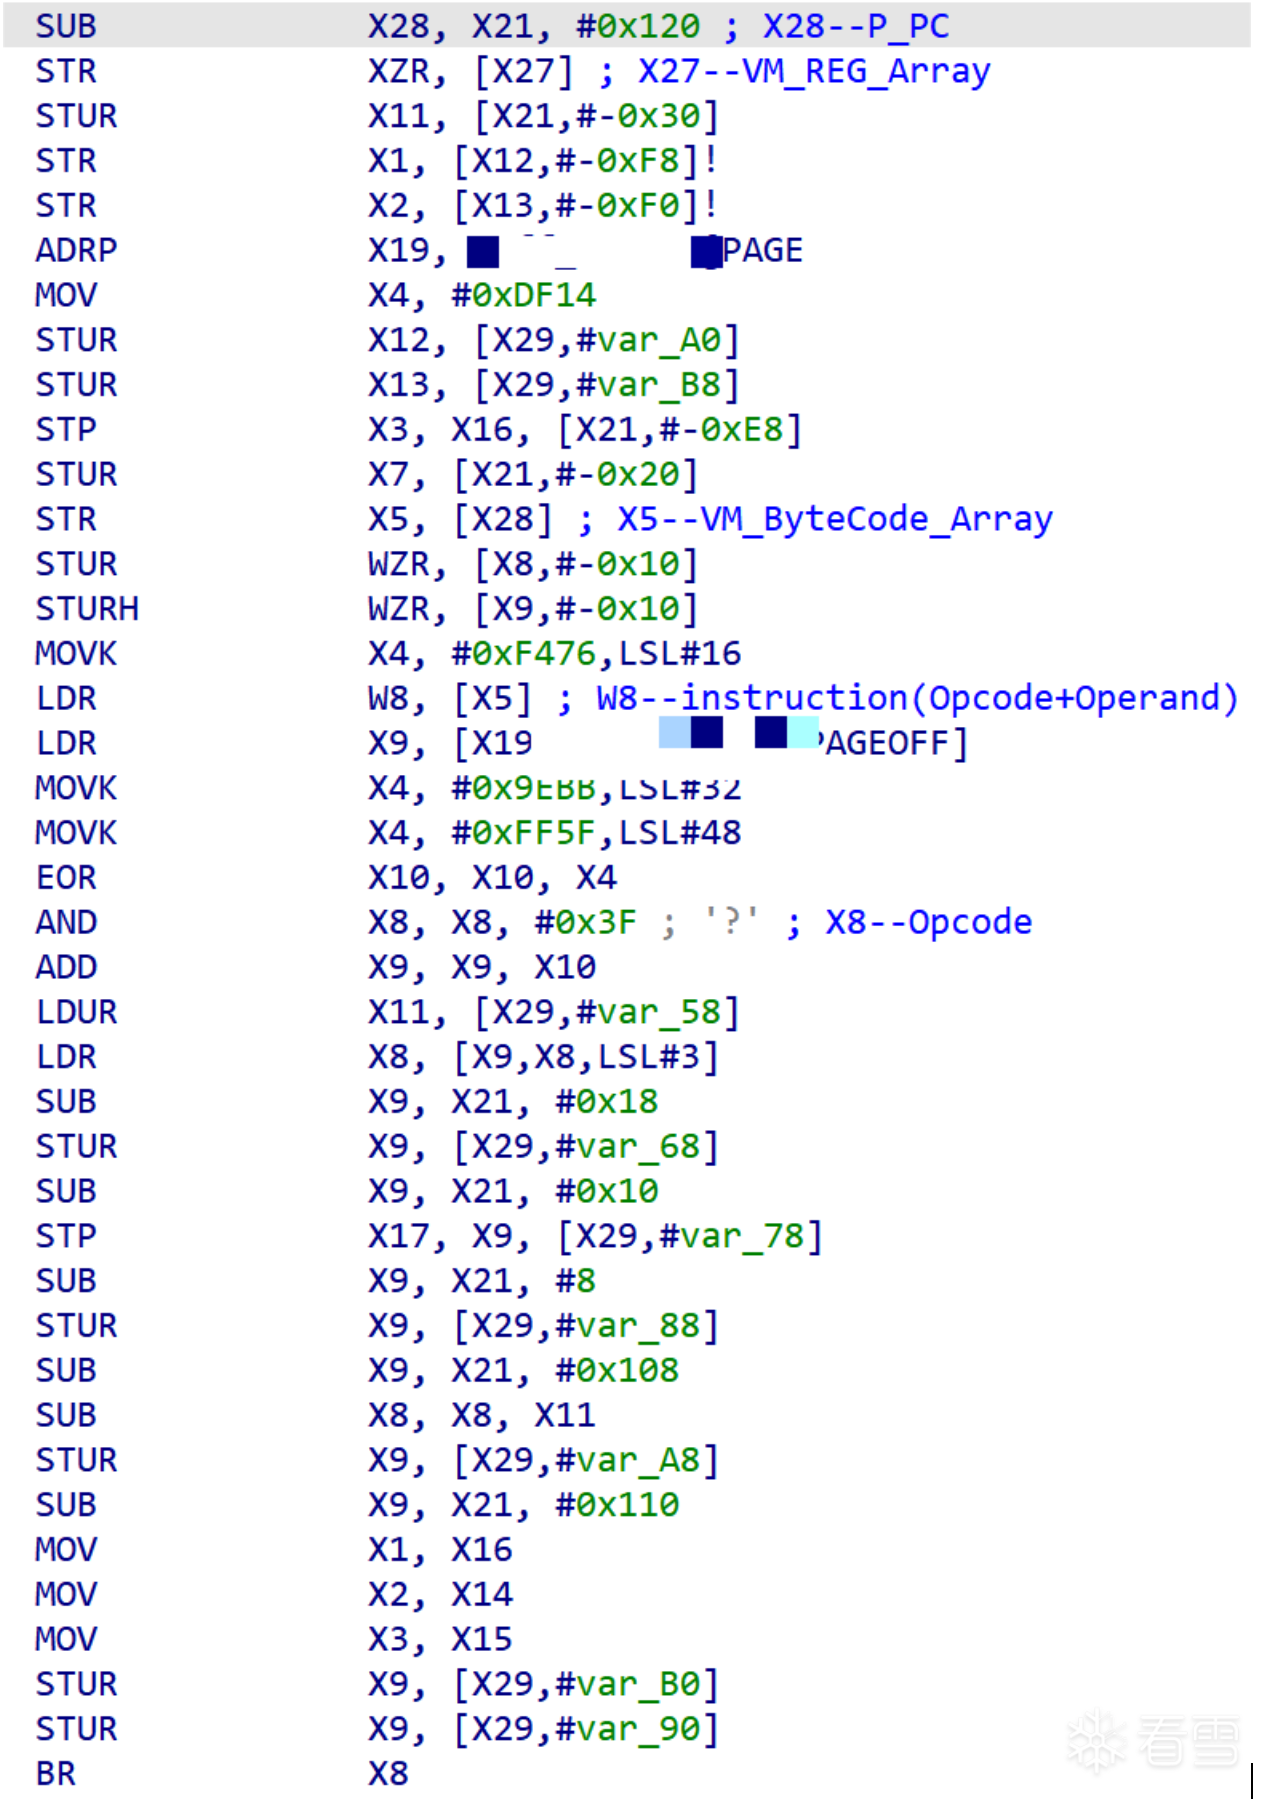 SUB X28, X21, #0x120 ; X28--P_PC
STR XZR, [X27] ; X27--VM_REG_Array
STUR X11, [X21,#-0x30]
STR X1, [X12,#-0xF8]!
STR X2, [X13,#-0xF0]!
ADRP X19, PAGE
MOV X4, #0xDF14
STUR X12, [X29,#var_A0]
STUR X13, [X29,#var_B8]
STP X3, X16, [X21,#-0xE8]
STUR X7, [X21,#-0x20]
STR X5, [X28] ; X5--VM_ByteCode_Array
STUR WZR, [X8,#-0x10]
STURH WZR, [X9,#-0x10]
MOVK X4, #0xF476,LSL#16
LDR W8, [X5] ; W8--instruction(Opcode+Operand)
LDR X9, [X19 PAGEOFF]
MOVK X4, #0x9EBB,LSL#32
MOVK X4, #0xFF5F,LSL#48
EOR X10, X10, X4
AND X8, X8, #0x3F ; '?' ; X8--Opcode
ADD X9, X9, X10
LDUR X11, [X29,#var_58]
LDR X8, [X9,X8,LSL#3]
SUB X9, X21, #0x18
STUR X9, [X29,#var_68]
SUB X9, X21, #0x10
STP X17, X9, [X29,#var_78]
SUB X9, X21, #8
STUR X9, [X29,#var_88]
SUB X9, X21, #0x108
SUB X8, X8, X11
STUR X9, [X29,#var_A8]
SUB X9, X21, #0x110
MOV X1, X16
MOV X2, X14
MOV X3, X15
STUR X9, [X29,#var_B0]
STUR X9, [X29,#var_90]
BR X8
看雪